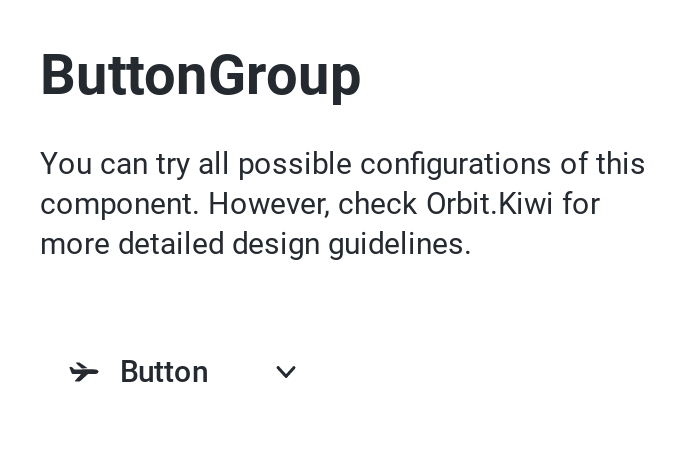 ButtonGroup
You can try all possible configurations of this
component. However, check Orbit.Kiwi for
more detailed design guidelines.
Button